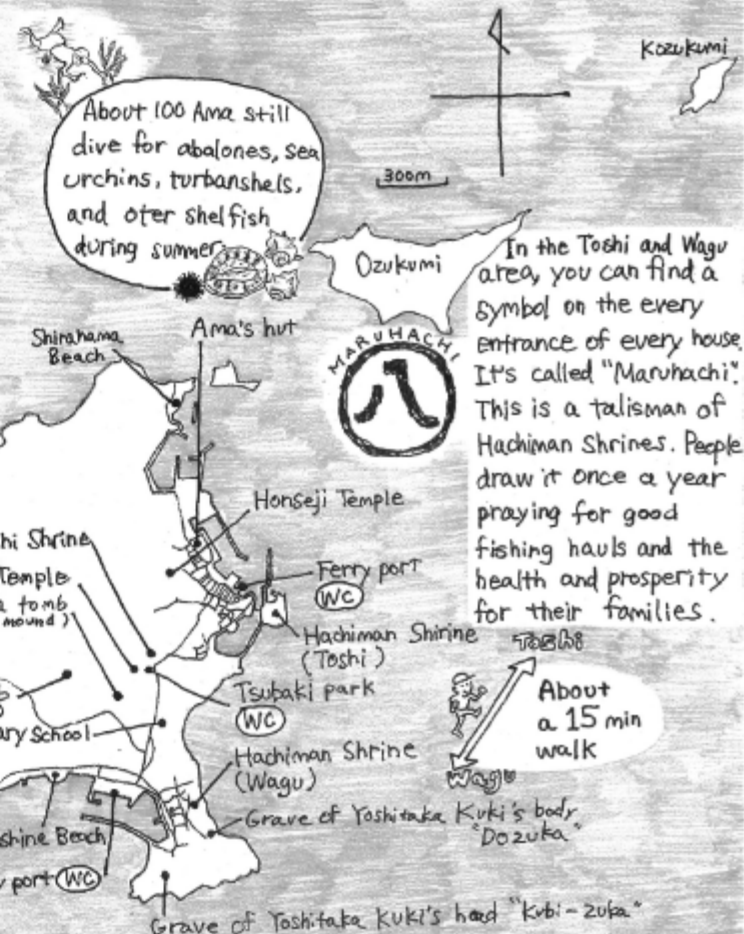 Kozukumi
About 100 Ama still
dive for abalones, sea
urchins, turbanshels,
and oter shelfish
during summer
300m
Ozukumi
In the Toshi and Wagu
area, you can find a
symbol on the every
entrance of every house.
It's called "Maruhachi".
This is a talisman of
Hachiman Shrines. People
draw it once a year
praying for good
fishing hauls and the
health and prosperity
for their families.
MARUHACHI
八
Ama's hut
Shirahama
Beach
Honseji Temple
hi Shrine
Temple
a tomb
mound)
Ferry port
WC
Hachiman Shirine
(Toshi)
Tsubaki park
WC
ary School
Toshi
About
a 15 min
walk
Wagu
Hachiman Shrine
(Wagu)
Grave of Yoshitaka Kuki's body
"Dozuka"
shine Beach
y port WC
Grave of Yoshitaka Kuki's head "Kubi-zuka"